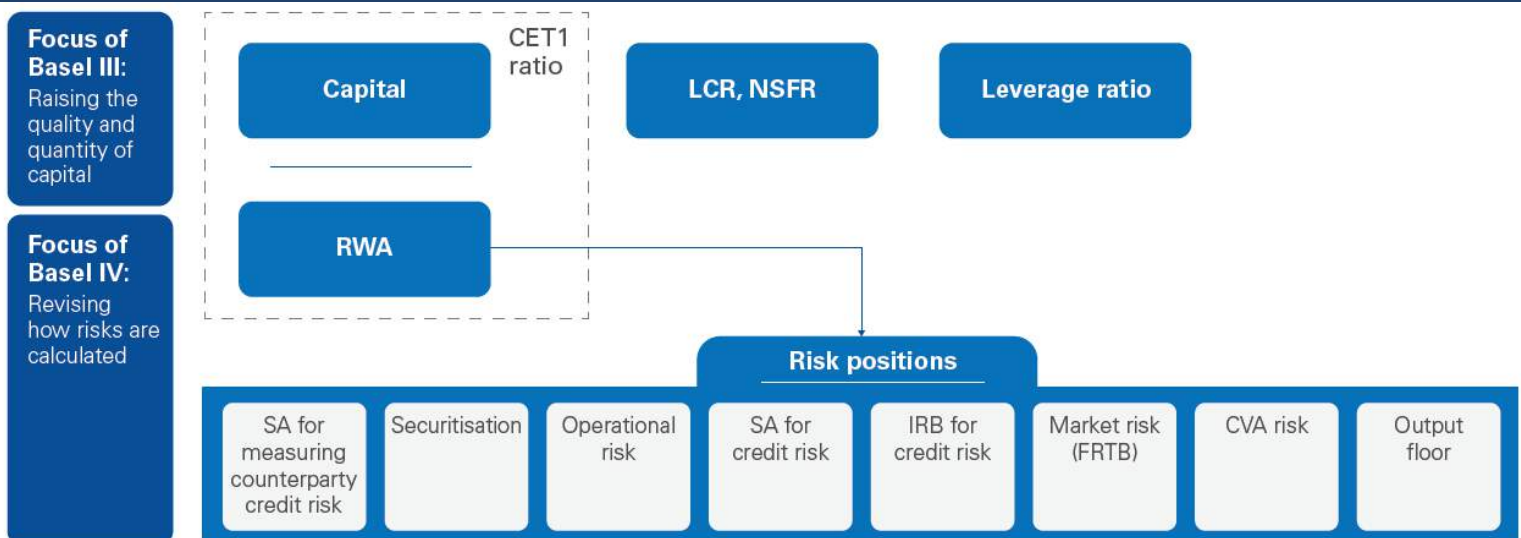 Focus of
Basel III:
Raising the
quality and
quantity of
capital
CET1
ratio
Capital
RWA
LCR, NSFR
Leverage ratio
Focus of
Basel IV:
Revising
how risks are
calculated
Risk positions
SA for
measuring
counterparty
credit risk
Securitisation
Operational
risk
SA for
credit risk
IRB for
credit risk
Market risk
(FRTB)
CVA risk
Output
floor